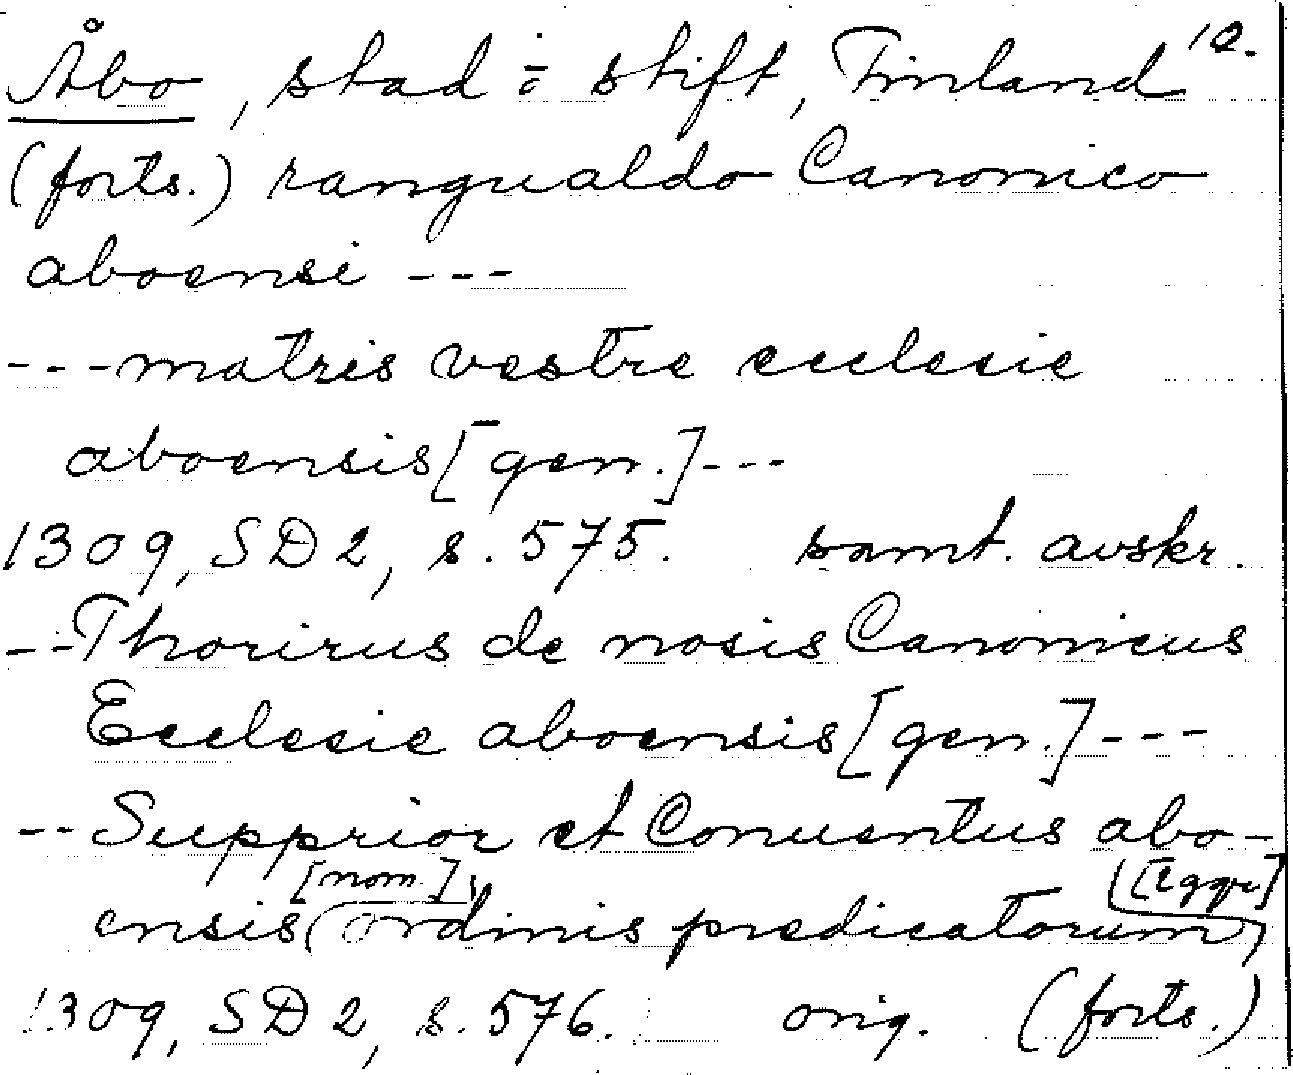 Åbo, stad ÷ stift, Finland 12.
(forts.) ranguald​o Canonico
aboensi ---
---matris vestre ecclesie
aboensis [gen.]---
1309, SD 2, s. 575. samt. avskr.
--Thorirus de nosis Canonicus
Ecclesie aboensis [gen.]---
--Supprior et Conuentus abo-
ensis [nom.] ordinis predicatorum
1309, SD 2, s. 576. orig. (forts.)